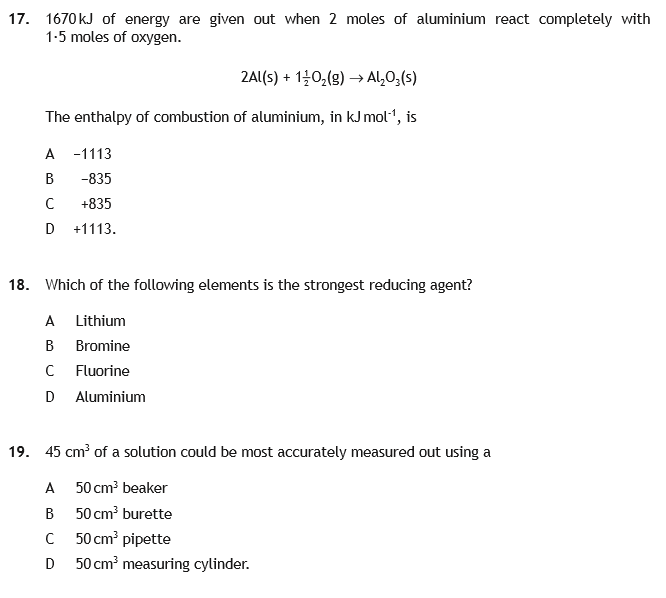 17. 1670 kJ of energy are given out when 2 moles of aluminium react completely with
1·5 moles of oxygen.
2Al(s) + 1½O₂(g) → Al₂O₃(s)
The enthalpy of combustion of aluminium, in kJ mol⁻¹, is
A −1113
B −835
C +835
D +1113.
18. Which of the following elements is the strongest reducing agent?
A Lithium
B Bromine
C Fluorine
D Aluminium
19. 45 cm³ of a solution could be most accurately measured out using a
A 50 cm³ beaker
B 50 cm³ burette
C 50 cm³ pipette
D 50 cm³ measuring cylinder.